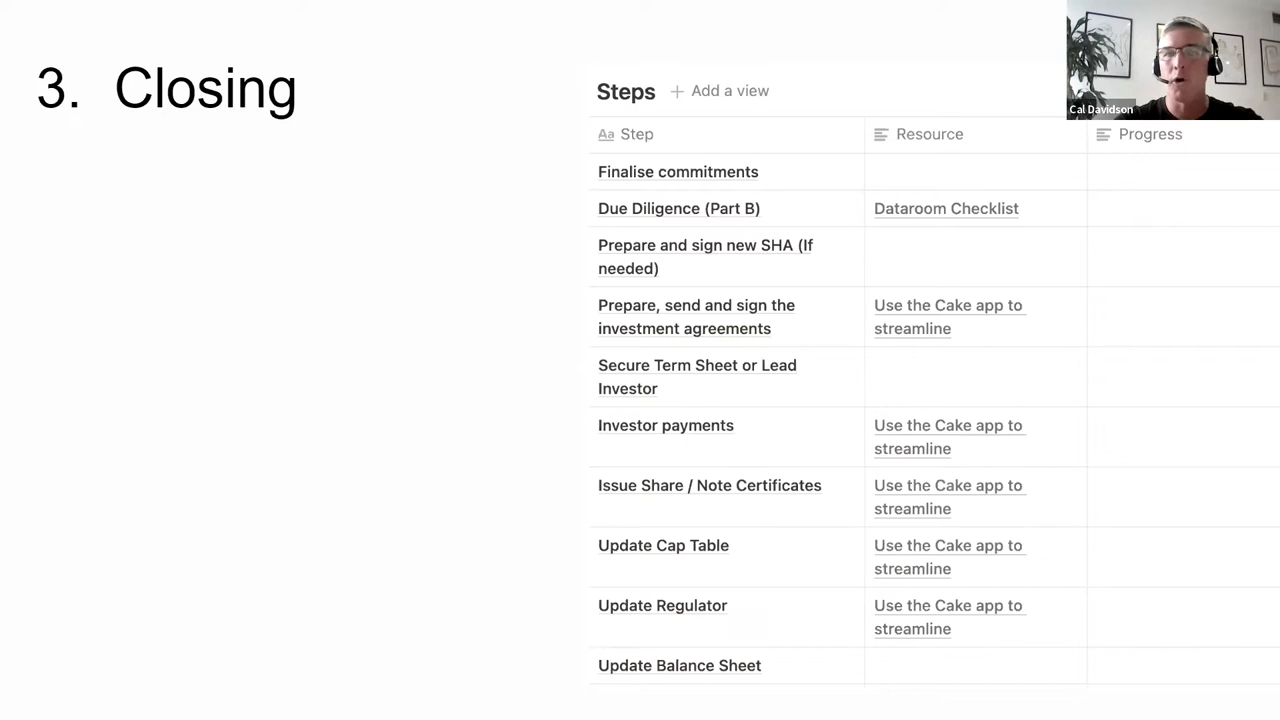 3. Closing
Cal Davidson
Steps
+ Add a view
Aa Step
Resource
Progress
Finalise commitments
Due Diligence (Part B)
Dataroom Checklist
Prepare and sign new SHA (If
needed)
Prepare, send and sign the
investment agreements
Use the Cake app to
streamline
Secure Term Sheet or Lead
Investor
Investor payments
Use the Cake app to
streamline
Issue Share / Note Certificates
Use the Cake app to
streamline
Update Cap Table
Use the Cake app to
streamline
Update Regulator
Use the Cake app to
streamline
Update Balance Sheet